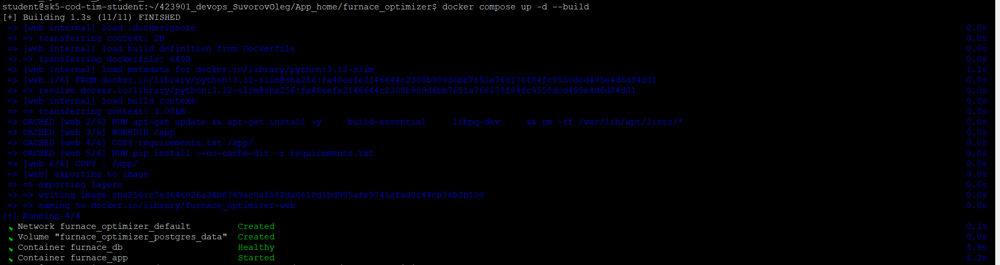 student@sk5-cod-tim-student:~/423901_devops_SuvorovOleg/App_home/furnace_optimizer$ docker compose up -d --build
[+] Building 1.3s (11/11) FINISHED
=> [web internal] load .dockerignore 0.0s
=> => transferring context: 2B 0.0s
=> [web internal] load build definition from Dockerfile 0.0s
=> => transferring dockerfile: 649B 0.0s
=> [web internal] load metadata for docker.io/library/python:3.12-slim 1.1s
=> [web 1/6] FROM docker.io/library/python:3.12-slim@sha256:fa48eefe2146644c2308b909d6bb7651a768178f84fc9550dcd495e4d6d84d01 0.0s
=> => resolve docker.io/library/python:3.12-slim@sha256:fa48eefe2146644c2308b909d6bb7651a768178f84fc9550dcd495e4d6d84d01 0.0s
=> [web internal] load build context 0.0s
=> => transferring context: 3.00kB 0.0s
=> CACHED [web 2/6] RUN apt-get update && apt-get install -y     build-essential     libpq-dev     && rm -rf /var/lib/apt/lists/* 0.0s
=> CACHED [web 3/6] WORKDIR /app 0.0s
=> CACHED [web 4/6] COPY requirements.txt /app/ 0.0s
=> CACHED [web 5/6] RUN pip install --no-cache-dir -r requirements.txt 0.0s
=> [web 6/6] COPY . /app/ 0.0s
=> [web] exporting to image 0.0s
=> => exporting layers 0.0s
=> => writing image sha256:c7e364e026a34b8769ac0af582da0618d1bd985afe9745afad0c44cb76b3b100 0.0s
=> => naming to docker.io/library/furnace_optimizer-web 0.0s
[+] Running 4/4
✔ Network furnace_optimizer_default Created 0.1s
✔ Volume "furnace_optimizer_postgres_data" Created 0.0s
✔ Container furnace_db Healthy 5.9s
✔ Container furnace_app Started 6.2s